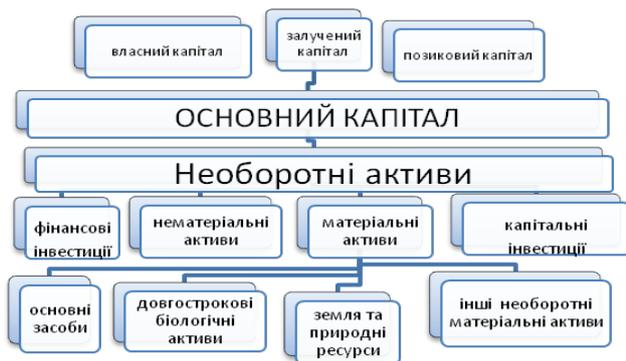 власний капітал
залучений
капітал
позиковий капітал
ОСНОВНИЙ КАПІТАЛ
Необоротні активи
фінансові
інвестиції
нематеріальні
активи
матеріальні
активи
капітальні
інвестиції
основні
засоби
довгострокові
біологічні
активи
земля та
природні
ресурси
інші необоротні
матеріальні активи